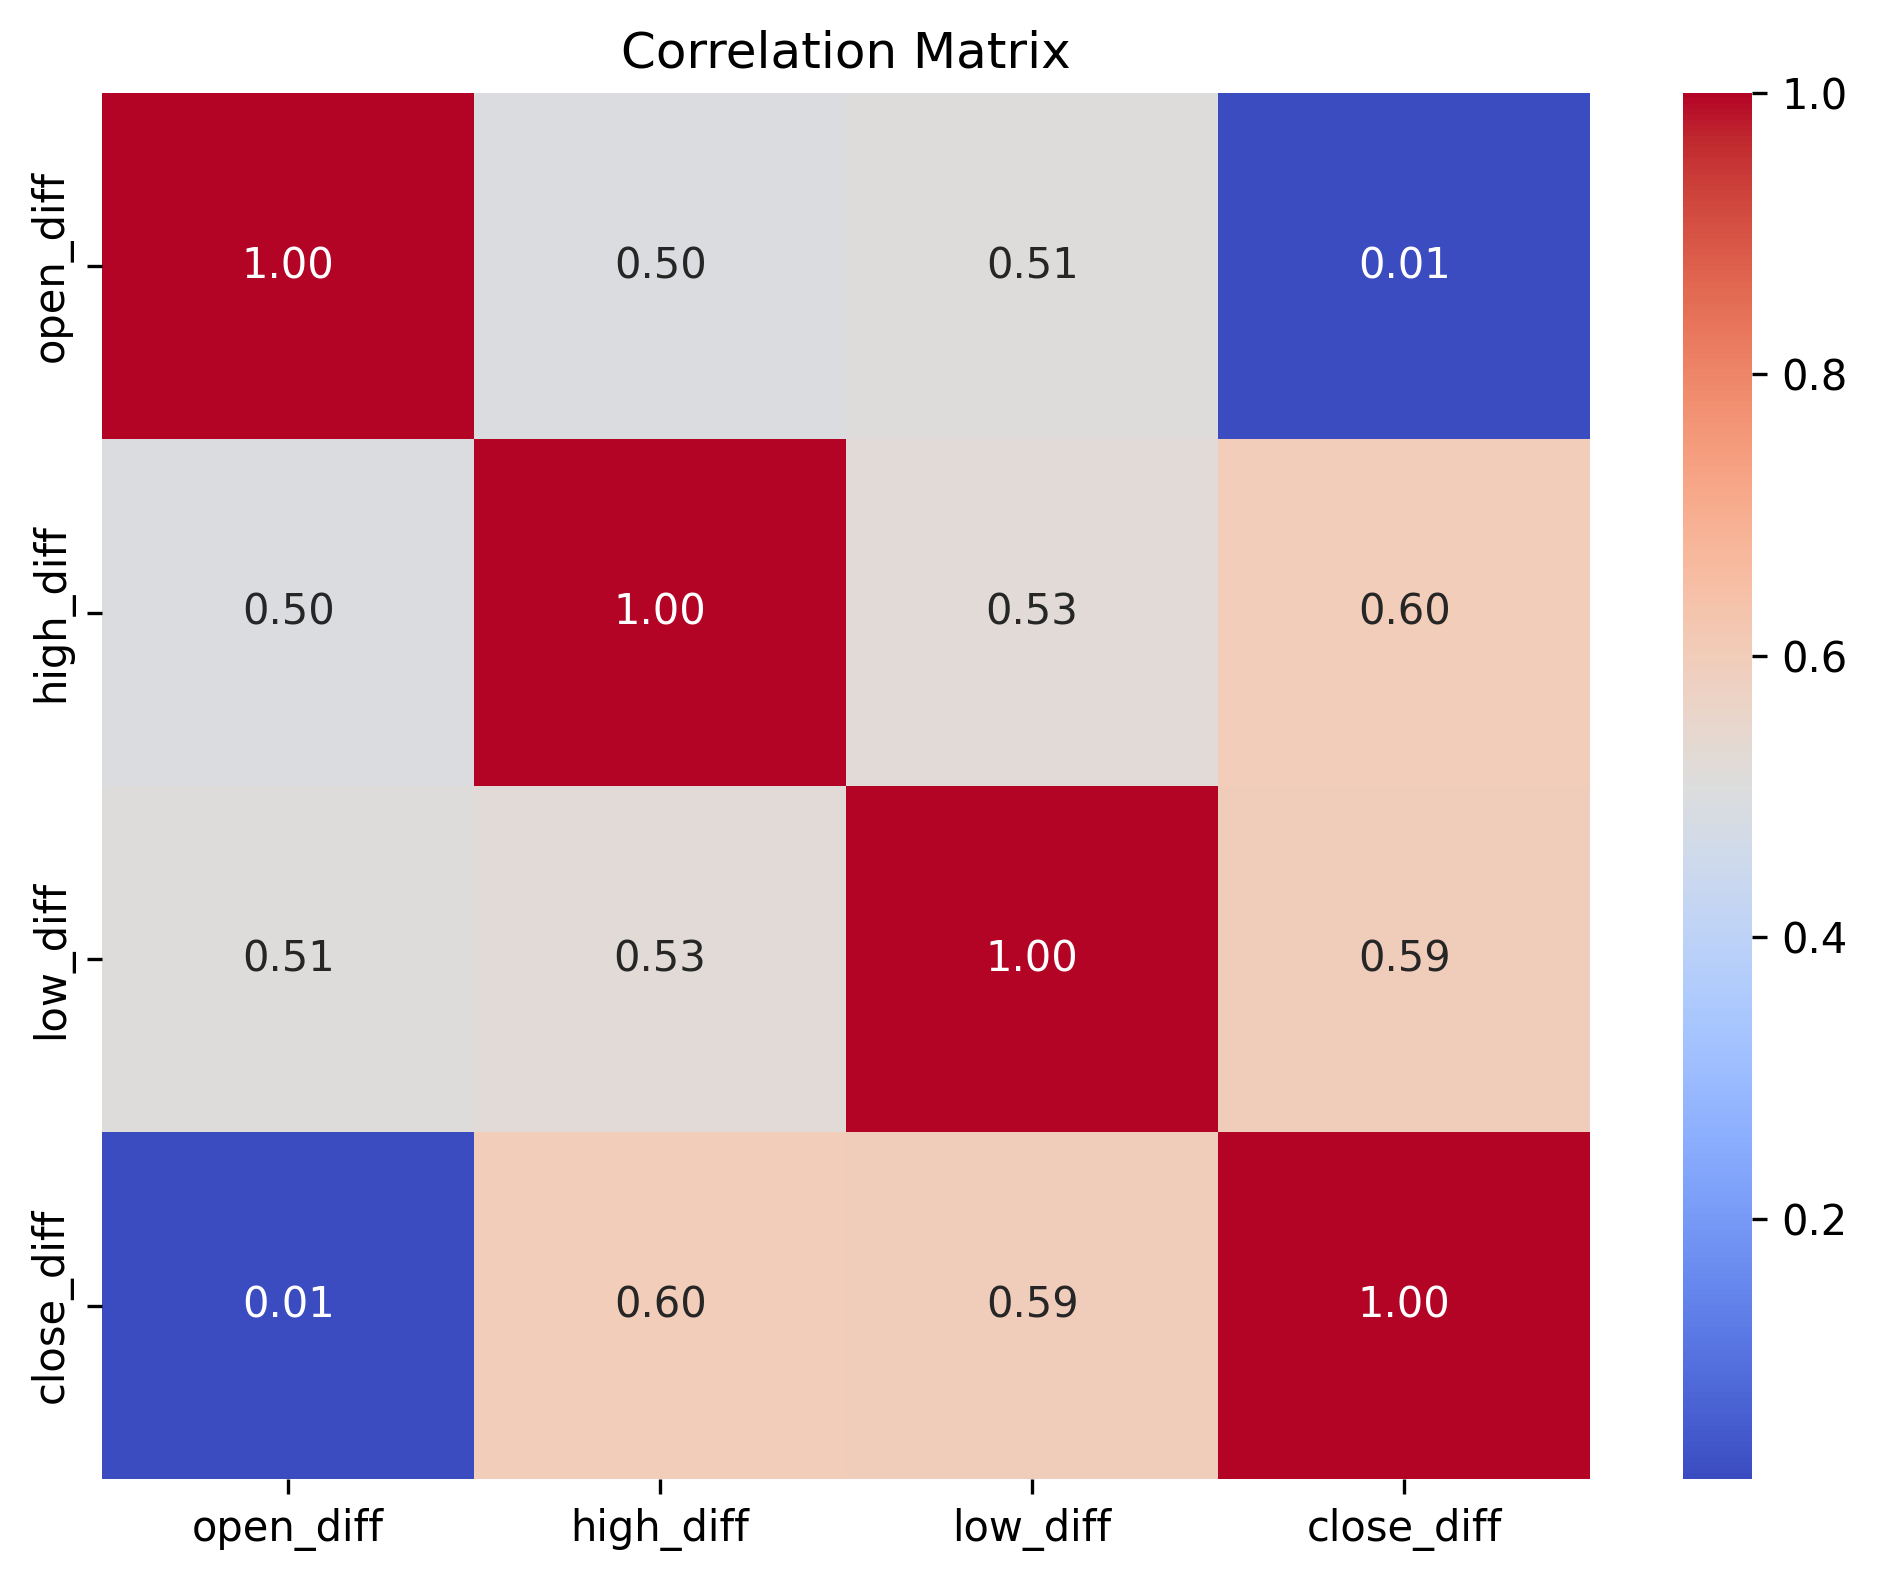 Correlation Matrix
open_diff 1.00 0.50 0.51 0.01
high_diff 0.50 1.00 0.53 0.60
low_diff 0.51 0.53 1.00 0.59
close_diff 0.01 0.60 0.59 1.00
open_diff high_diff low_diff close_diff
1.0
0.8
0.6
0.4
0.2